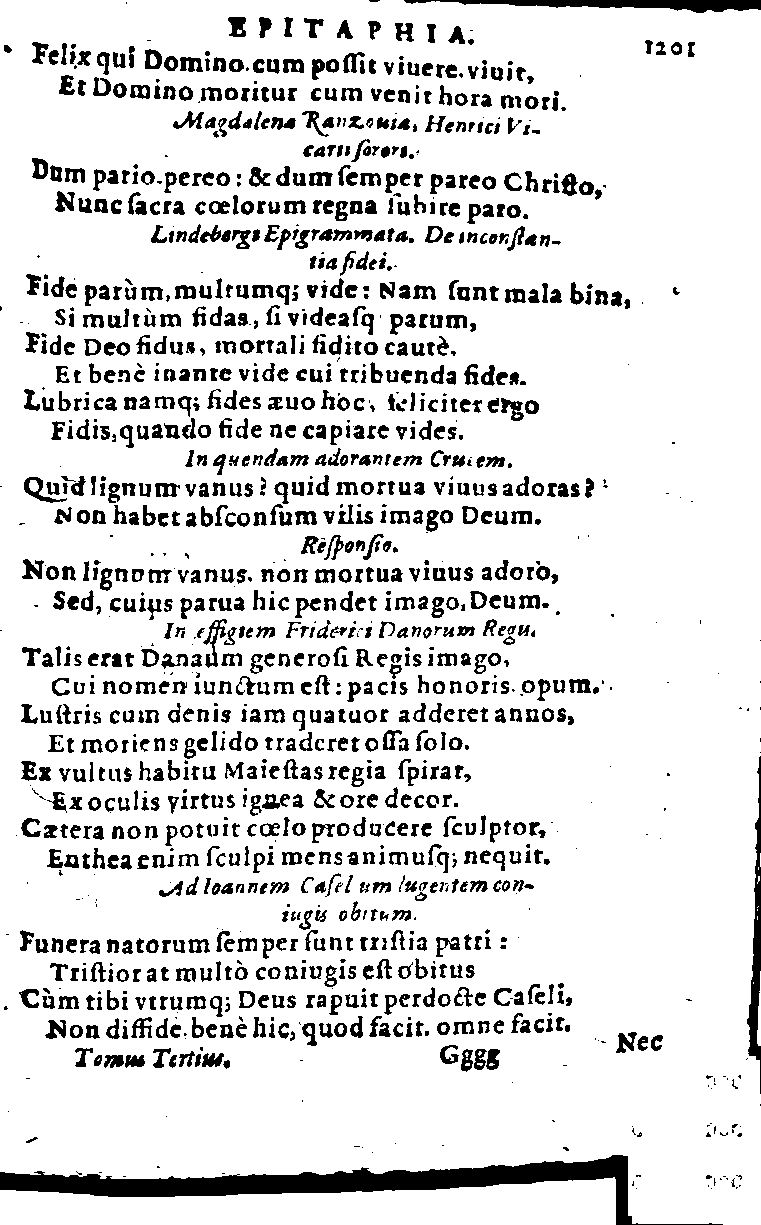 EPITAPHIA. 1201
Felix qui Domino cum poſſit viuere. viuit,
Et Domino moritur cum venit hora mori.
Magdalena Ranzouia, Henrici Vi-
carii ſorori.
Dum pario pereo: & dum ſemper pareo Chriſto,
Nunc ſacra cœlorum regna ſubire paro.
Lindebergi Epigrammata. De inconſtan-
tia fidei.
Fide parùm, multumq; vide: Nam ſunt mala bina,
Si multùm fidas, ſi videaſq parum,
Fide Deo fidus, mortali fidito cautè.
Et benè inante vide cui tribuenda fides.
Lubrica namq; fides æuo hoc, feliciter ergo
Fidis, quando fide ne capiare vides.
In quendam adorantem Crucem.
Quid lignum vanus? quid mortua viuus adoras?
Non habet abſconſum vilis imago Deum.
Reſponſio.
Non lignum vanus. non mortua viuus adoro,
Sed, cuius parua hic pendet imago, Deum.
In effigiem Friderici Danorum Regu.
Talis erat Danaûm generoſi Regis imago,
Cui nomen iunctum eſt: pacis honoris opum.
Luſtris cum denis iam quatuor adderet annos,
Et moriens gelido traderet oſſa ſolo.
Ex vultus habitu Maieſtas regia ſpirat,
Ex oculis virtus ignea & ore decor.
Cætera non potuit cœlo producere ſculptor,
Enthea enim ſculpi mens animuſq; nequit.
Ad Ioannem Caſelium lugentem con-
iugis obitum.
Funera natorum ſemper ſunt triſtia patri:
Triſtior at multò coniugis eſt obitus
Cùm tibi vtrumq; Deus rapuit perdocte Caſeli,
Non diffide. benè hic, quod facit. omne facit.
Tomus Tertius. Gggg Nec